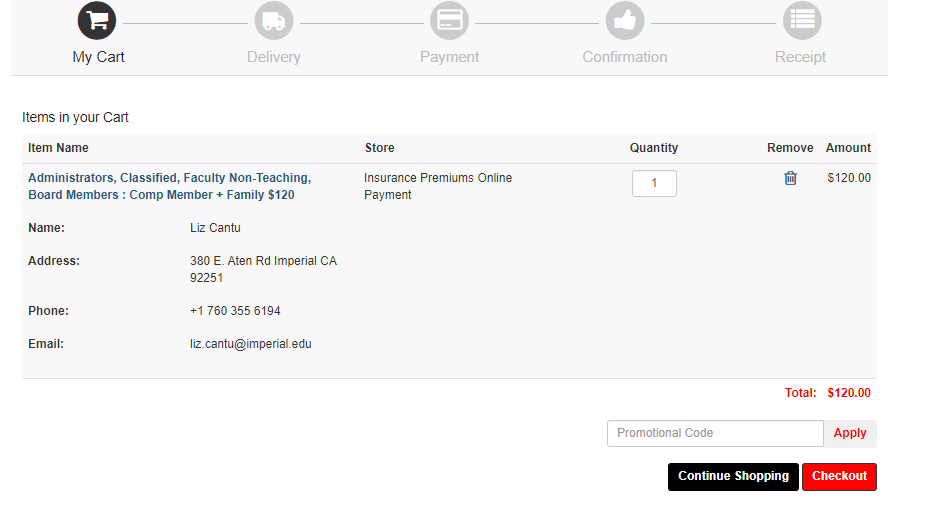 My Cart Delivery Payment Confirmation Receipt
Items in your Cart
Item Name Store Quantity Remove Amount
Administrators, Classified, Faculty Non-Teaching,
Board Members : Comp Member + Family $120
Insurance Premiums Online
Payment
1
$120.00
Name: Liz Cantu
Address: 380 E. Aten Rd Imperial CA
92251
Phone: +1 760 355 6194
Email: liz.cantu@imperial.edu
Total: $120.00
Promotional Code Apply
Continue Shopping Checkout